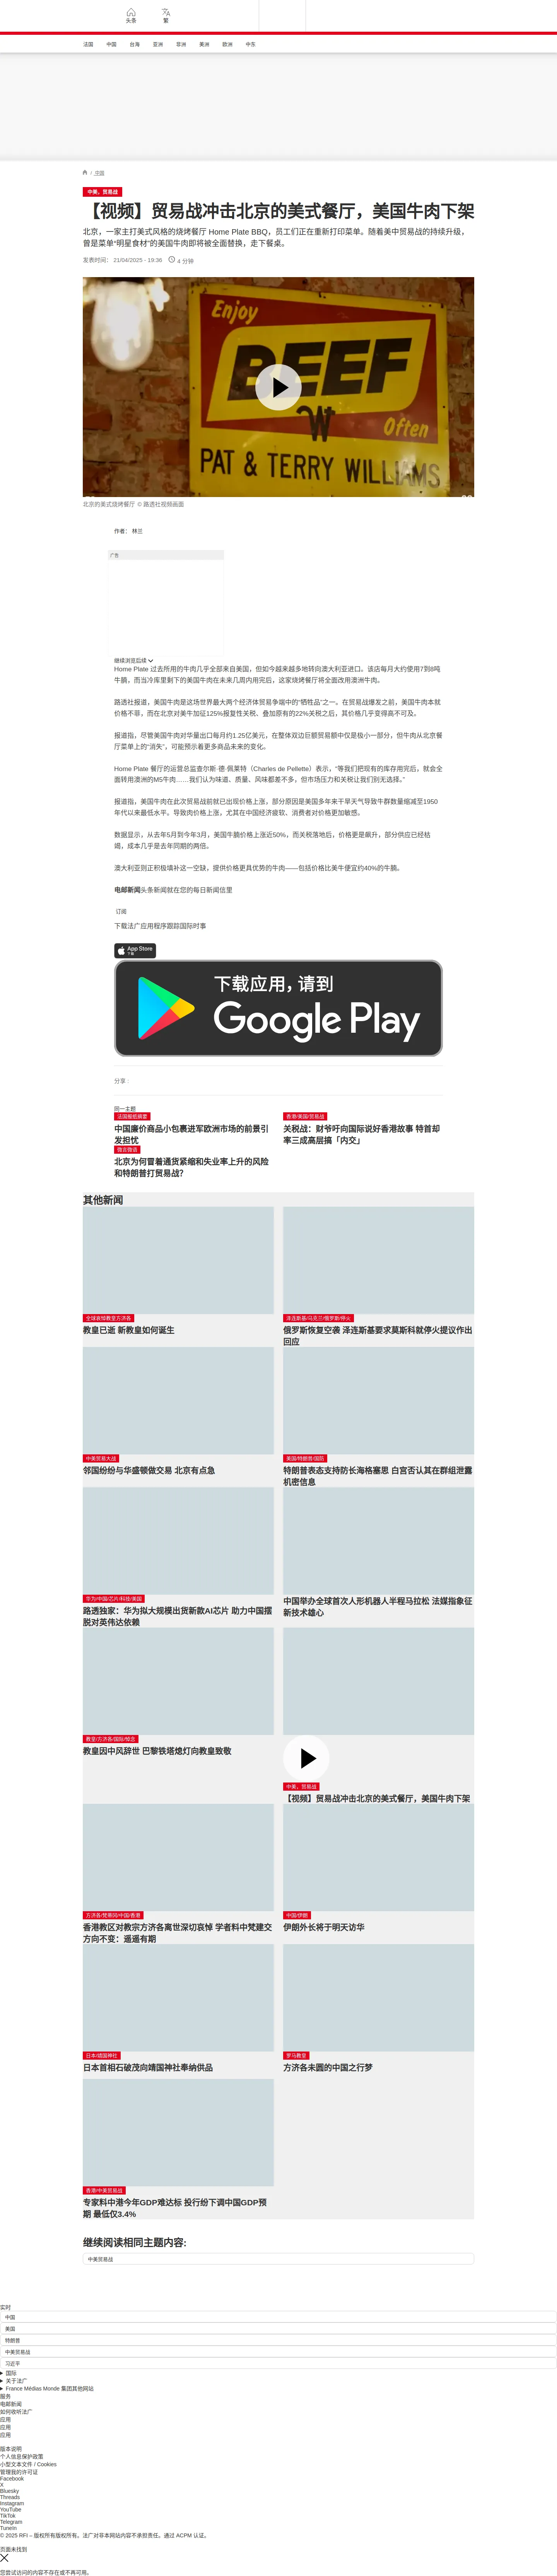 头条
繁
法国 中国 台海 亚洲 非洲 美洲 欧洲 中东
/ 中国
中美，贸易战
【视频】贸易战冲击北京的美式餐厅，美国牛肉下架
北京，一家主打美式风格的烧烤餐厅 Home Plate BBQ，员工们正在重新打印菜单。随着美中贸易战的持续升级，
曾是菜单“明星食材”的美国牛肉即将被全面替换，走下餐桌。
发表时间： 21/04/2025 - 19:36 4 分钟
Enjoy
BEEF
Often
PAT & TERRY WILLIAMS
北京的美式烧烤餐厅 © 路透社视频画面
作者： 林兰
广告
继续浏览后续
Home Plate 过去所用的牛肉几乎全部来自美国，但如今越来越多地转向澳大利亚进口。该店每月大约使用7到8吨
牛腩，而当冷库里剩下的美国牛肉在未来几周内用完后，这家烧烤餐厅将全面改用澳洲牛肉。
路透社报道，美国牛肉是这场世界最大两个经济体贸易争端中的“牺牲品”之一。在贸易战爆发之前，美国牛肉本就
价格不菲，而在北京对美牛加征125%报复性关税、叠加原有的22%关税之后，其价格几乎变得高不可及。
报道指，尽管美国牛肉对华量出口每月约1.25亿美元，在整体双边巨额贸易额中仅是极小一部分，但牛肉从北京餐
厅菜单上的“消失”，可能预示着更多商品未来的变化。
Home Plate 餐厅的运营总监查尔斯·德·佩莱特（Charles de Pellette）表示，“等我们把现有的库存用完后，就会全
面转用澳洲的M5牛肉……我们认为味道、质量、风味都差不多，但市场压力和关税让我们别无选择。”
报道指，美国牛肉在此次贸易战前就已出现价格上涨，部分原因是美国多年来干旱天气导致牛群数量缩减至1950
年代以来最低水平。导致肉价格上涨，尤其在中国经济疲软、消费者对价格更加敏感。
数据显示，从去年5月到今年3月，美国牛腩价格上涨近50%，而关税落地后，价格更是飙升，部分供应已经枯
竭，成本几乎是去年同期的两倍。
澳大利亚则正积极填补这一空缺，提供价格更具优势的牛肉——包括价格比美牛便宜约40%的牛腩。
电邮新闻头条新闻就在您的每日新闻信里
订阅
下载法广应用程序跟踪国际时事
App Store
下载
下载应用，请到
Google Play
分享 :
同一主题
法国报纸摘要
中国廉价商品小包裹进军欧洲市场的前景引
发担忧
香港/美国/贸易战
关税战：财爷吁向国际说好香港故事 特首却
率三成高层搞「内交」
微言微语
北京为何冒着通货紧缩和失业率上升的风险
和特朗普打贸易战？
其他新闻
全球哀悼教皇方济各
教皇已逝 新教皇如何诞生
泽连斯基/乌克兰/俄罗斯/停火
俄罗斯恢复空袭 泽连斯基要求莫斯科就停火提议作出
回应
中美贸易大战
邻国纷纷与华盛顿做交易 北京有点急
美国/特朗普/国防
特朗普表态支持防长海格塞思 白宫否认其在群组泄露
机密信息
华为/中国/芯片/科技/美国
路透独家：华为拟大规模出货新款AI芯片 助力中国摆
脱对英伟达依赖
中国举办全球首次人形机器人半程马拉松 法媒指象征
新技术雄心
教皇/方济各/国际/悼念
教皇因中风辞世 巴黎铁塔熄灯向教皇致敬
中美，贸易战
【视频】贸易战冲击北京的美式餐厅，美国牛肉下架
方济各/梵蒂冈/中国/香港
香港教区对教宗方济各离世深切哀悼 学者料中梵建交
方向不变：遥遥有期
中国/伊朗
伊朗外长将于明天访华
日本/靖国神社
日本首相石破茂向靖国神社奉纳供品
罗马教皇
方济各未圆的中国之行梦
香港/中美贸易战
专家料中港今年GDP难达标 投行纷下调中国GDP预
期 最低仅3.4%
继续阅读相同主题内容:
中美贸易战
实时
中国
美国
特朗普
中美贸易战
习近平
国际
关于法广
France Médias Monde 集团其他网站
服务
电邮新闻
如何收听法广
应用
应用
应用
版本说明
个人信息保护政策
小型文本文件 / Cookies
管理我的许可证
Facebook
X
Bluesky
Threads
Instagram
YouTube
TikTok
Telegram
TuneIn
© 2025 RFI – 版权所有版权所有。法广对非本网站内容不承担责任。通过 ACPM 认证。
页面未找到
您尝试访问的内容不存在或不再可用。